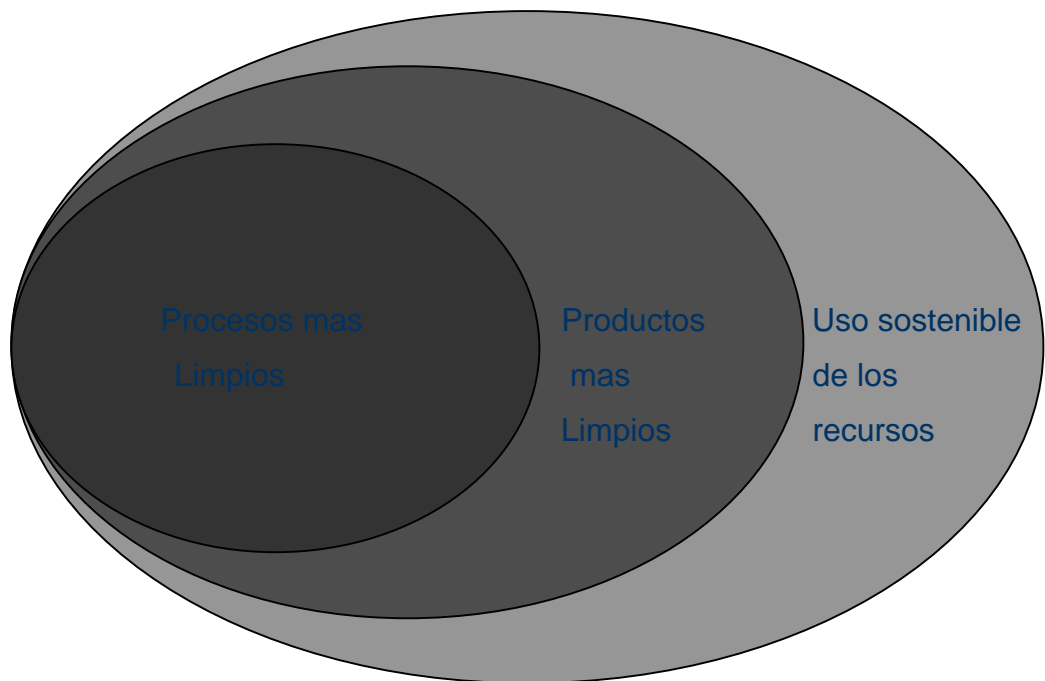 Procesos mas
Limpios
Productos
mas
Limpios
Uso sostenible
de los
recursos